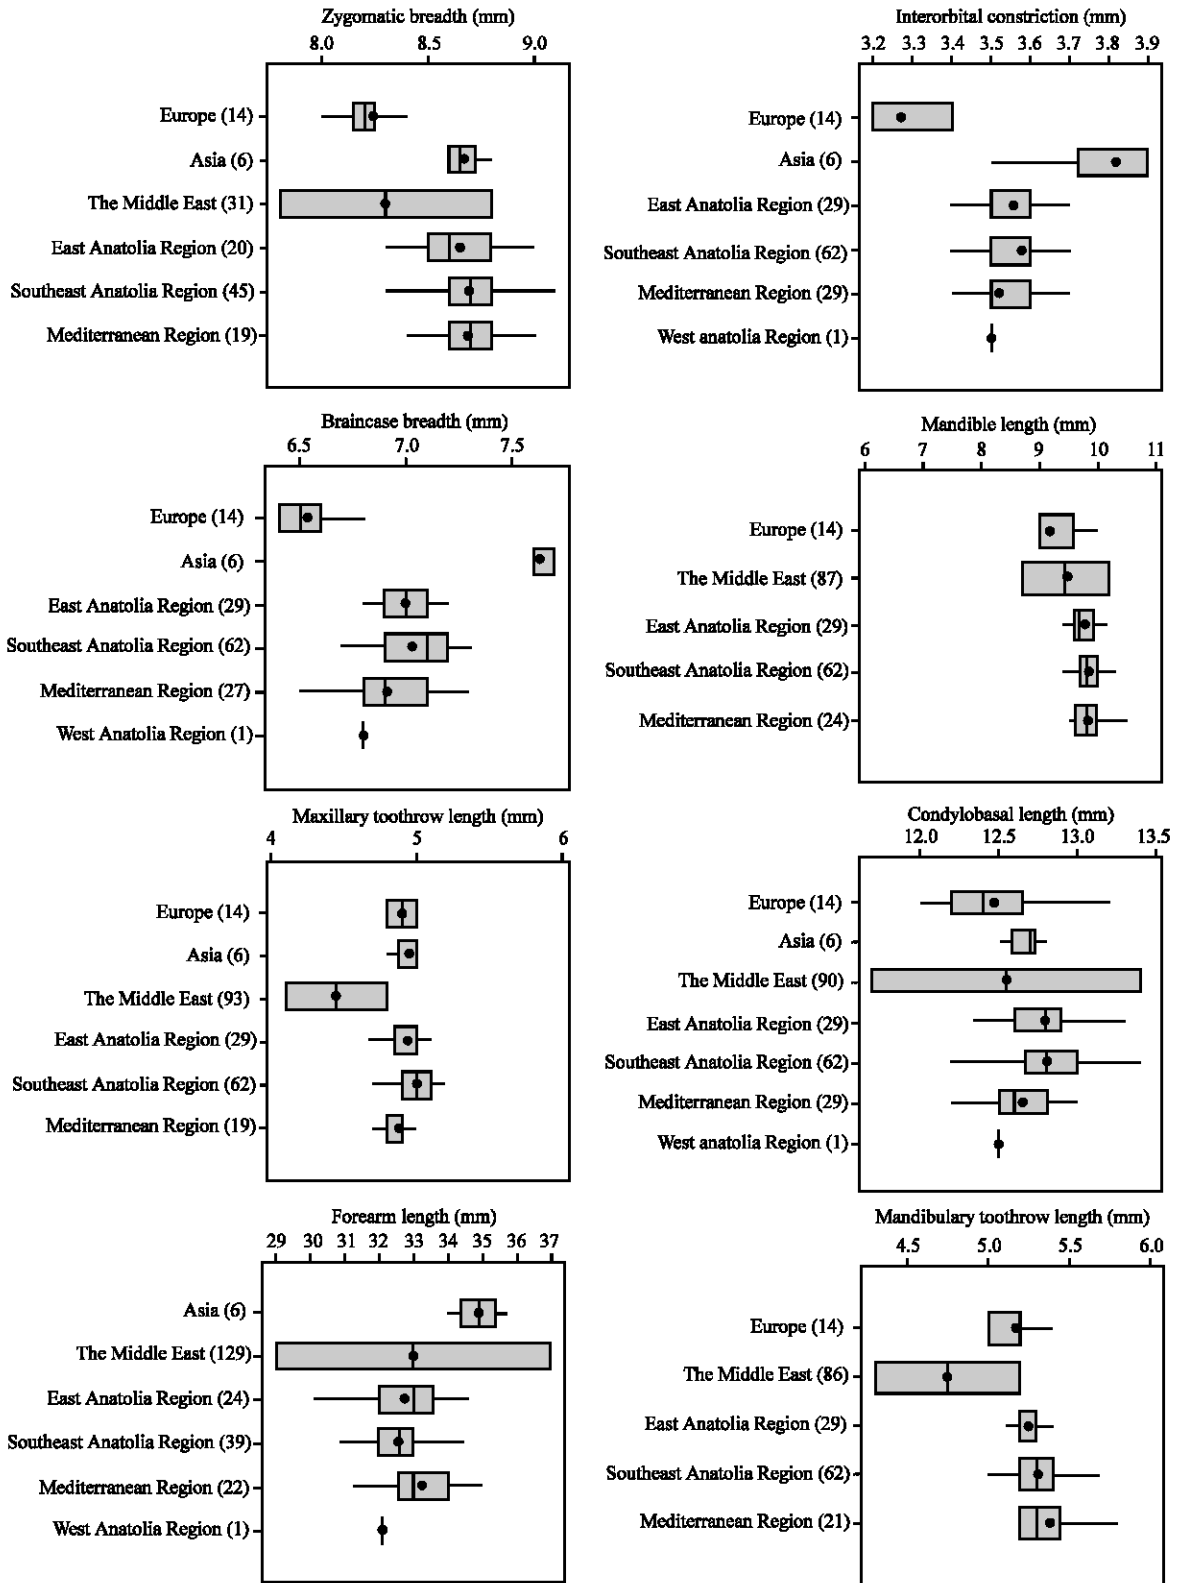 Zygomatic breadth (mm)
8.0 8.5 9.0
Europe (14)
Asia (6)
The Middle East (31)
East Anatolia Region (20)
Southeast Anatolia Region (45)
Mediterranean Region (19)
Interorbital constriction (mm)
3.2 3.3 3.4 3.5 3.6 3.7 3.8 3.9
Europe (14)
Asia (6)
East Anatolia Region (29)
Southeast Anatolia Region (62)
Mediterranean Region (29)
West anatolia Region (1)
Braincase breadth (mm)
6.5 7.0 7.5
Europe (14)
Asia (6)
East Anatolia Region (29)
Southeast Anatolia Region (62)
Mediterranean Region (27)
West Anatolia Region (1)
Mandible length (mm)
6 7 8 9 10 11
Europe (14)
The Middle East (87)
East Anatolia Region (29)
Southeast Anatolia Region (62)
Mediterranean Region (24)
Maxillary toothrow length (mm)
4 5 6
Europe (14)
Asia (6)
The Middle East (93)
East Anatolia Region (29)
Southeast Anatolia Region (62)
Mediterranean Region (19)
Condylobasal length (mm)
12.0 12.5 13.0 13.5
Europe (14)
Asia (6)
The Middle East (90)
East Anatolia Region (29)
Southeast Anatolia Region (62)
Mediterranean Region (29)
West anatolia Region (1)
Forearm length (mm)
29 30 31 32 33 34 35 36 37
Asia (6)
The Middle East (129)
East Anatolia Region (24)
Southeast Anatolia Region (39)
Mediterranean Region (22)
West Anatolia Region (1)
Mandibulary toothrow length (mm)
4.5 5.0 5.5 6.0
Europe (14)
The Middle East (86)
East Anatolia Region (29)
Southeast Anatolia Region (62)
Mediterranean Region (21)